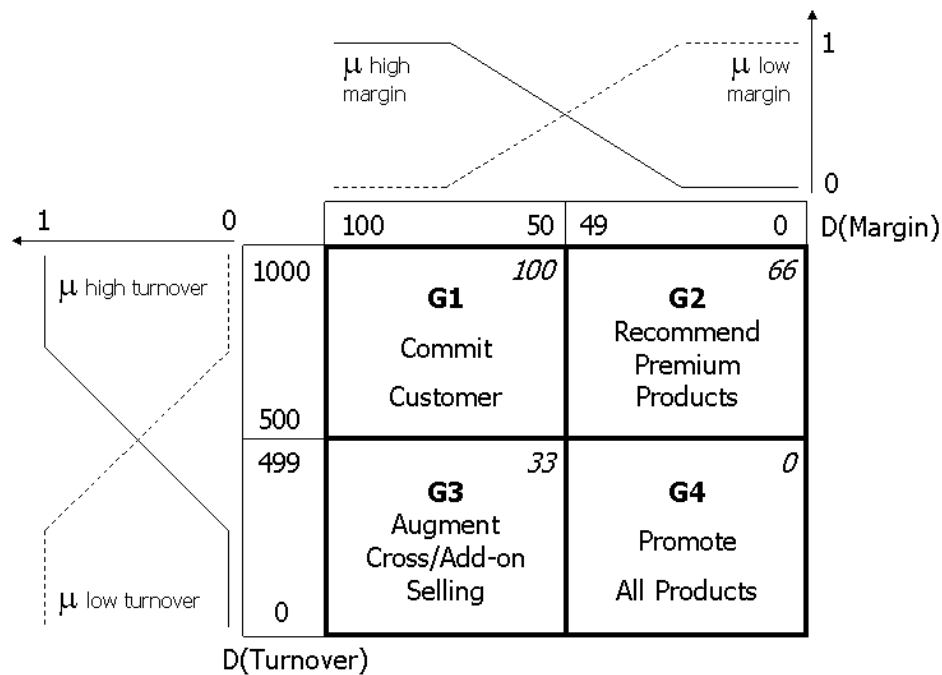 μ high
margin
μ low
margin
1
0
1 0
100 50 49 0 D(Margin)
μ high turnover
μ low turnover
1000
500
499
0
100
G1
Commit
Customer
66
G2
Recommend
Premium
Products
33
G3
Augment
Cross/Add-on
Selling
0
G4
Promote
All Products
D(Turnover)